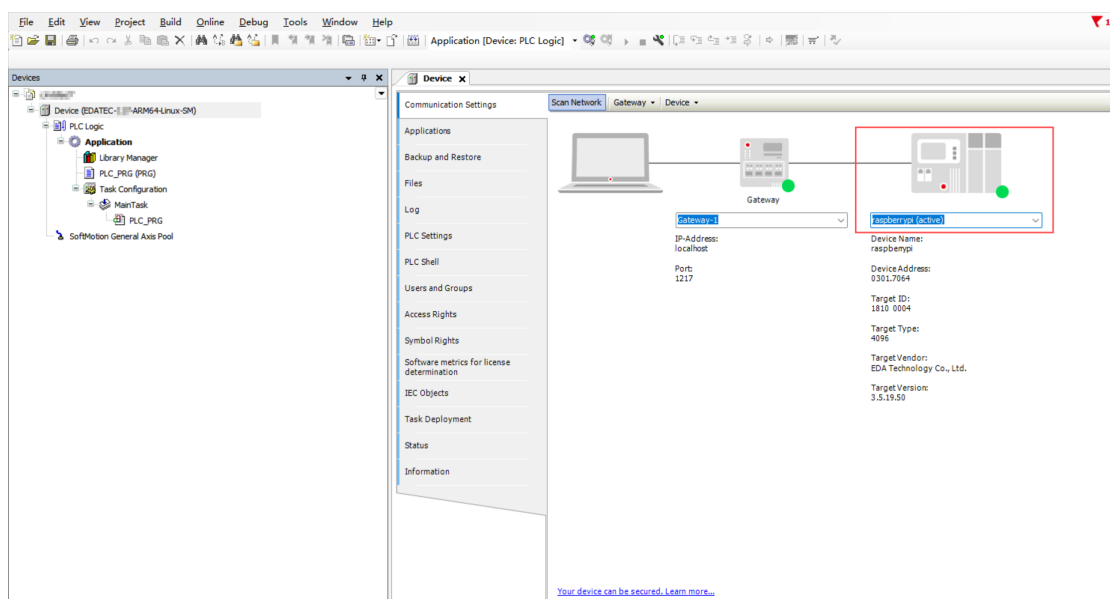 File Edit View Project Build Online Debug Tools Window Help
1
Application [Device: PLC Logic]
Devices
Device
Device (EDATEC- -ARM64-Linux-SM)
PLC Logic
Application
Library Manager
PLC_PRG (PRG)
Task Configuration
MainTask
PLC_PRG
SoftMotion General Axis Pool
Communication Settings
Applications
Backup and Restore
Files
Log
PLC Settings
PLC Shell
Users and Groups
Access Rights
Symbol Rights
Software metrics for license
determination
IEC Objects
Task Deployment
Status
Information
Scan Network Gateway Device
Gateway
Gateway-1
IP-Address:
localhost
Port:
1217
raspberrypi (active)
Device Name:
raspberrypi
Device Address:
0301.7064
Target ID:
1810 0004
Target Type:
4096
Target Vendor:
EDA Technology Co., Ltd.
Target Version:
3.5.19.50
Your device can be secured. Learn more...